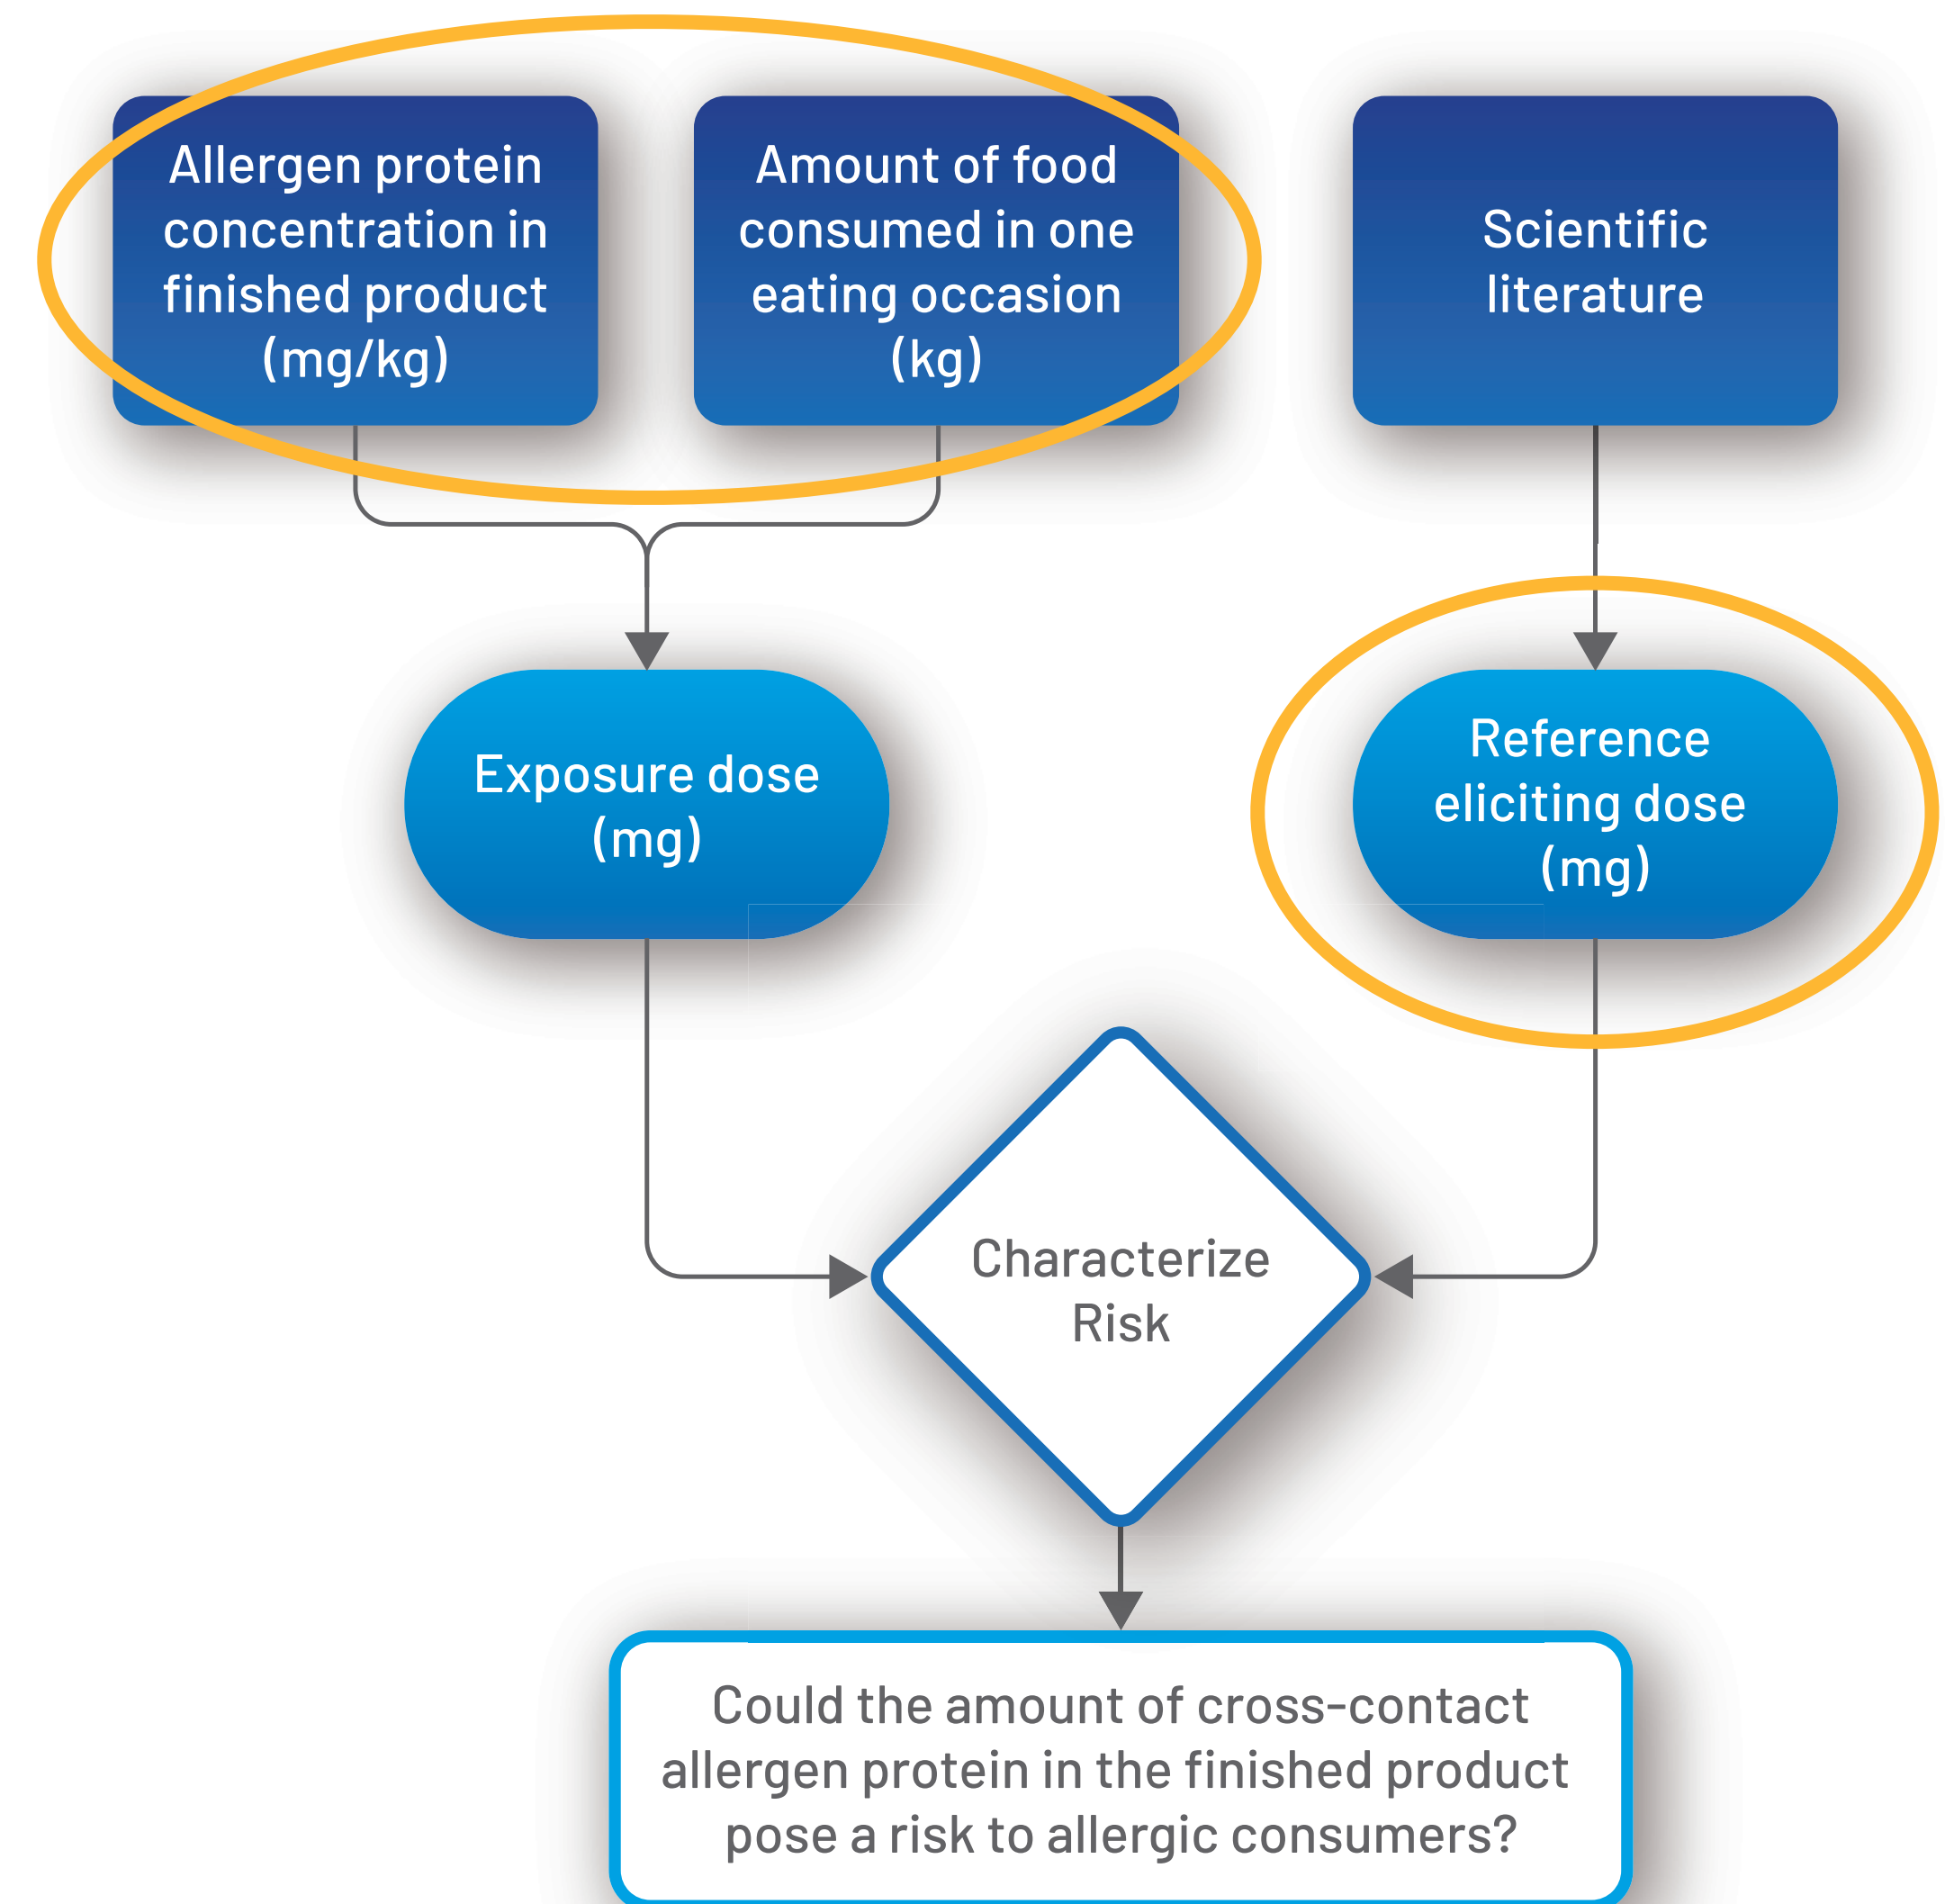 Allergen protein
concentration in
finished product
(mg/kg)
Amount of food
consumed in one
eating occasion
(kg)
Scientific
literature
Exposure dose
(mg)
Reference
eliciting dose
(mg)
Characterize
Risk
Could the amount of cross-contact
allergen protein in the finished product
pose a risk to allergic consumers?